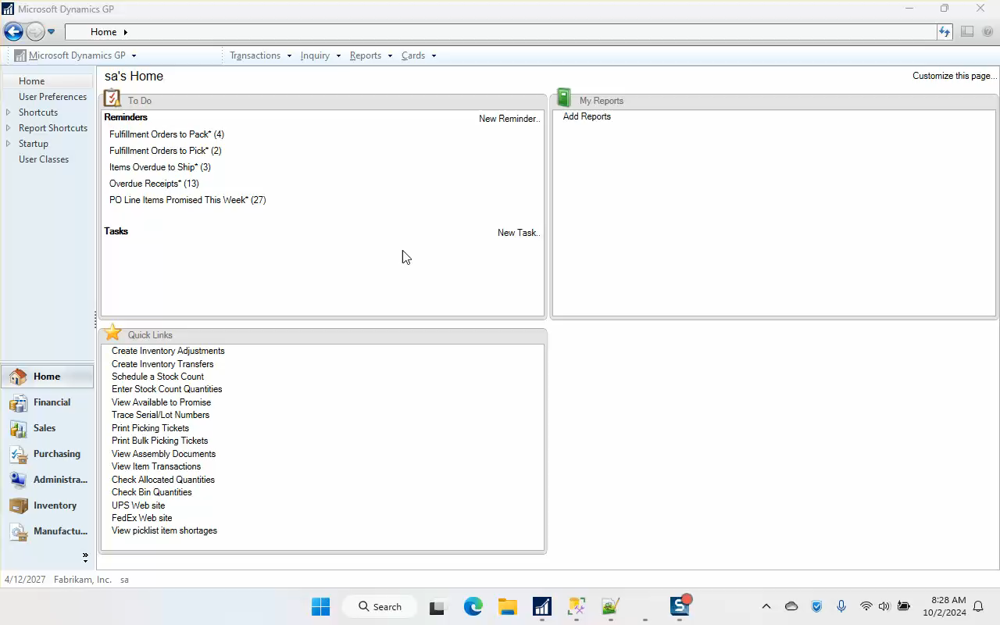 Microsoft Dynamics GP
Home
Microsoft Dynamics GP
Transactions
Inquiry
Reports
Cards
Home
User Preferences
Shortcuts
Report Shortcuts
Startup
User Classes
Home
Financial
Sales
Purchasing
Administra...
Inventory
Manufactu...
sa's Home
Customize this page...
To Do
Reminders
New Reminder..
Fulfillment Orders to Pack* (4)
Fulfillment Orders to Pick* (2)
Items Overdue to Ship* (3)
Overdue Receipts* (13)
PO Line Items Promised This Week* (27)
Tasks
New Task..
My Reports
Add Reports
Quick Links
Create Inventory Adjustments
Create Inventory Transfers
Schedule a Stock Count
Enter Stock Count Quantities
View Available to Promise
Trace Serial/Lot Numbers
Print Picking Tickets
Print Bulk Picking Tickets
View Assembly Documents
View Item Transactions
Check Allocated Quantities
Check Bin Quantities
UPS Web site
FedEx Web site
View picklist item shortages
4/12/2027 Fabrikam, Inc. sa
Search
8:28 AM
10/2/2024